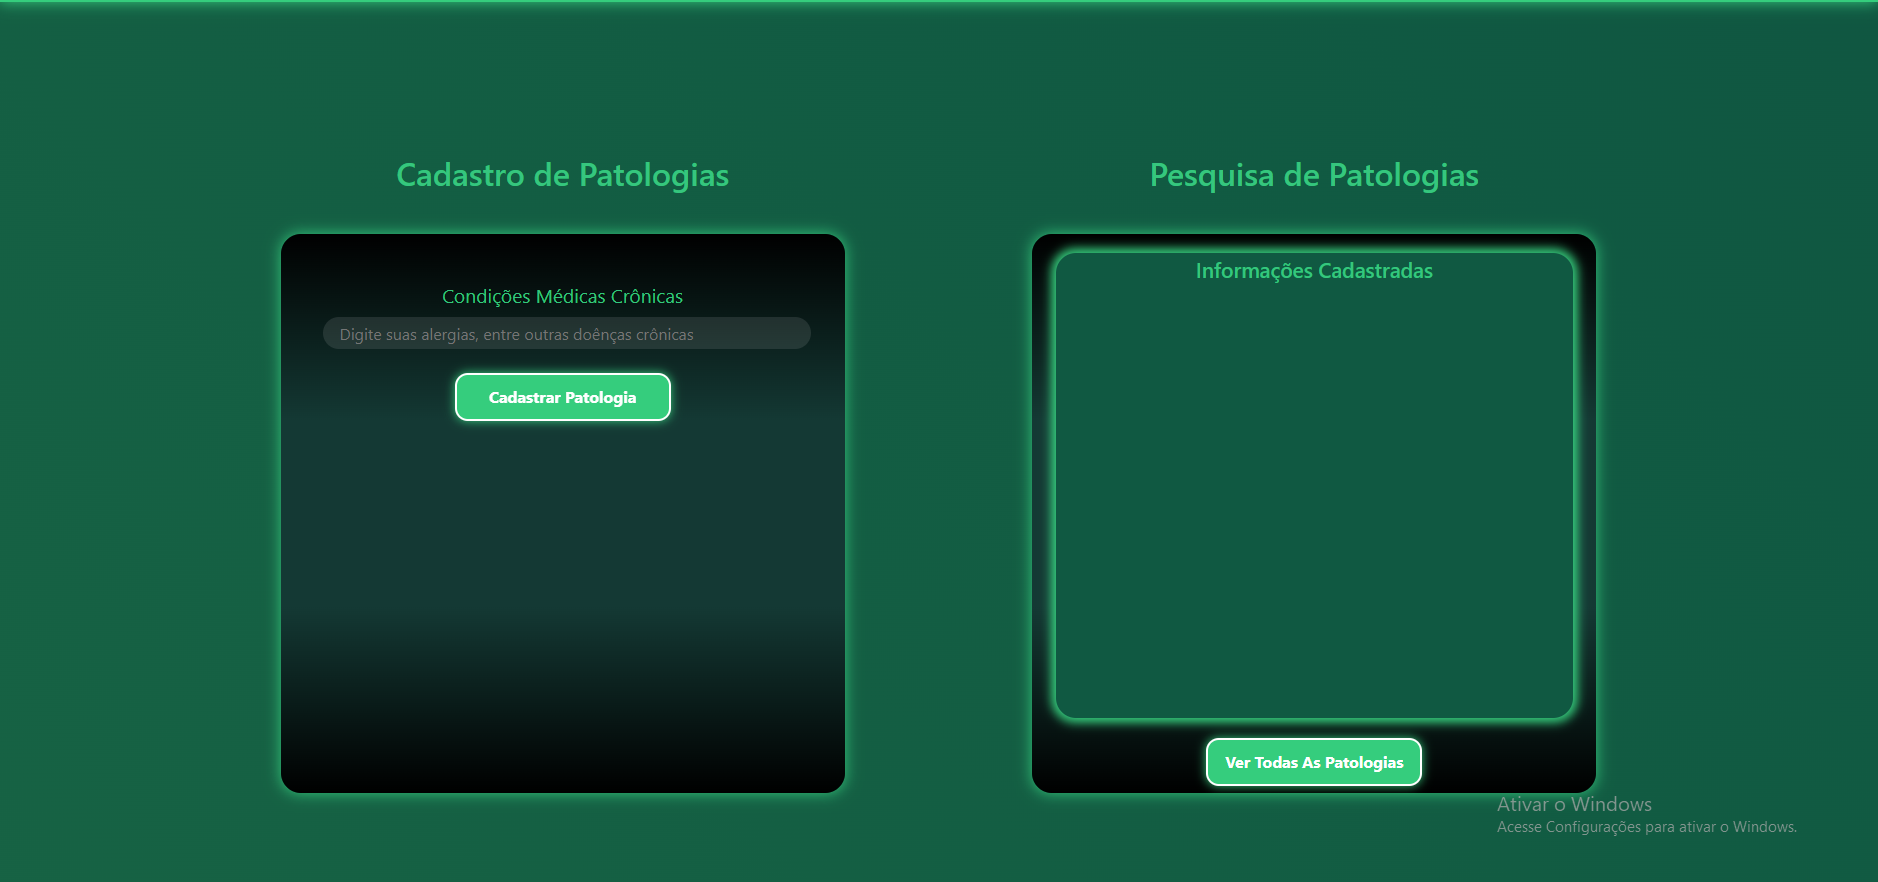 Cadastro de Patologias
Condições Médicas Crônicas
Digite suas alergias, entre outras doênças crônicas
Cadastrar Patologia
Pesquisa de Patologias
Informações Cadastradas
Ver Todas As Patologias
Ativar o Windows
Acesse Configurações para ativar o Windows.